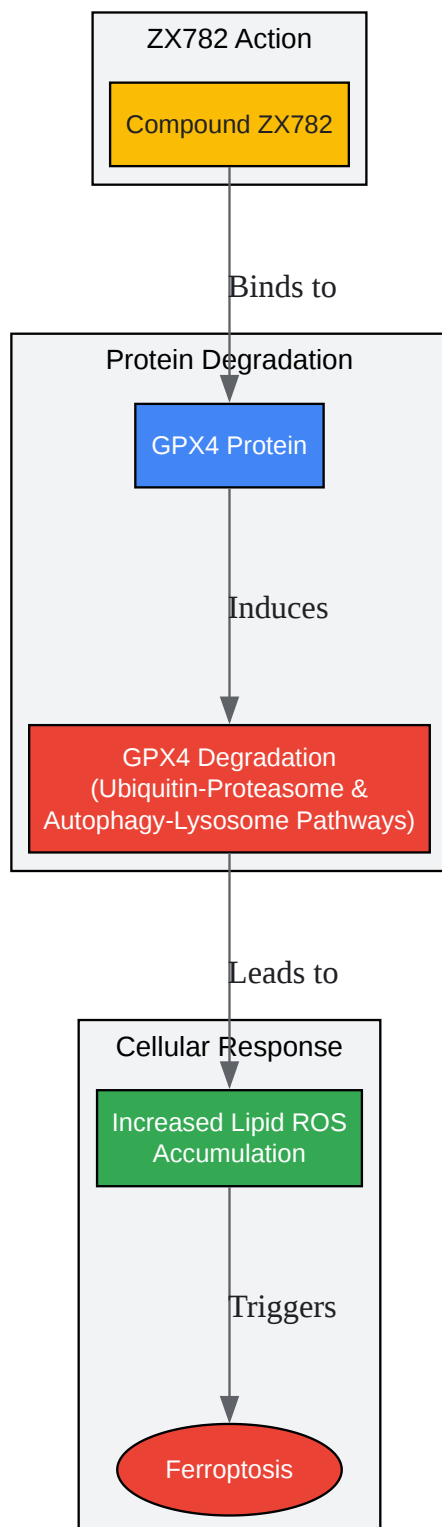 ZX782 Action
Compound ZX782
Binds to
Protein Degradation
GPX4 Protein
Induces
GPX4 Degradation
(Ubiquitin-Proteasome &
Autophagy-Lysosome Pathways)
Leads to
Cellular Response
Increased Lipid ROS
Accumulation
Triggers
Ferroptosis